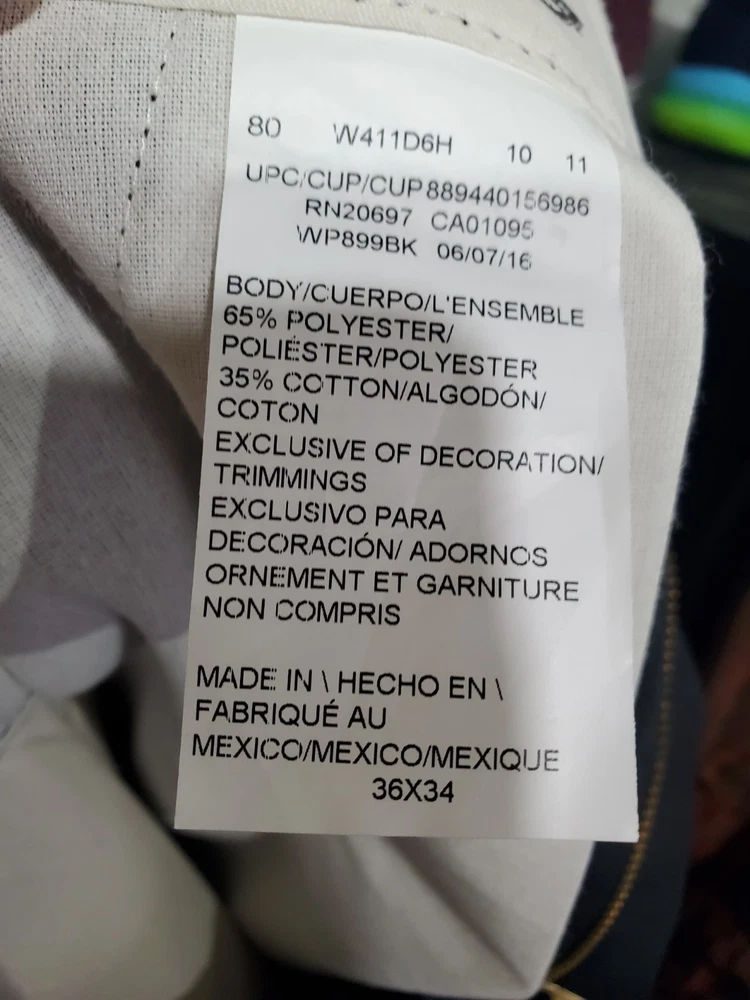 80 W411D6H 10 11
UPC/CUP/CUP889440156986
RN20697 CA01095
WP899BK 06/07/16
BODY/CUERPO/L'ENSEMBLE
65% POLYESTER/
POLIÉSTER/POLYESTER
35% COTTON/ALGODÓN/
COTON
EXCLUSIVE OF DECORATION/
TRIMMINGS
EXCLUSIVO PARA
DECORACIÓN/ ADORNOS
ORNEMENT ET GARNITURE
NON COMPRIS
MADE IN \ HECHO EN \
FABRIQUÉ AU
MEXICO/MEXICO/MEXIQUE
36X34